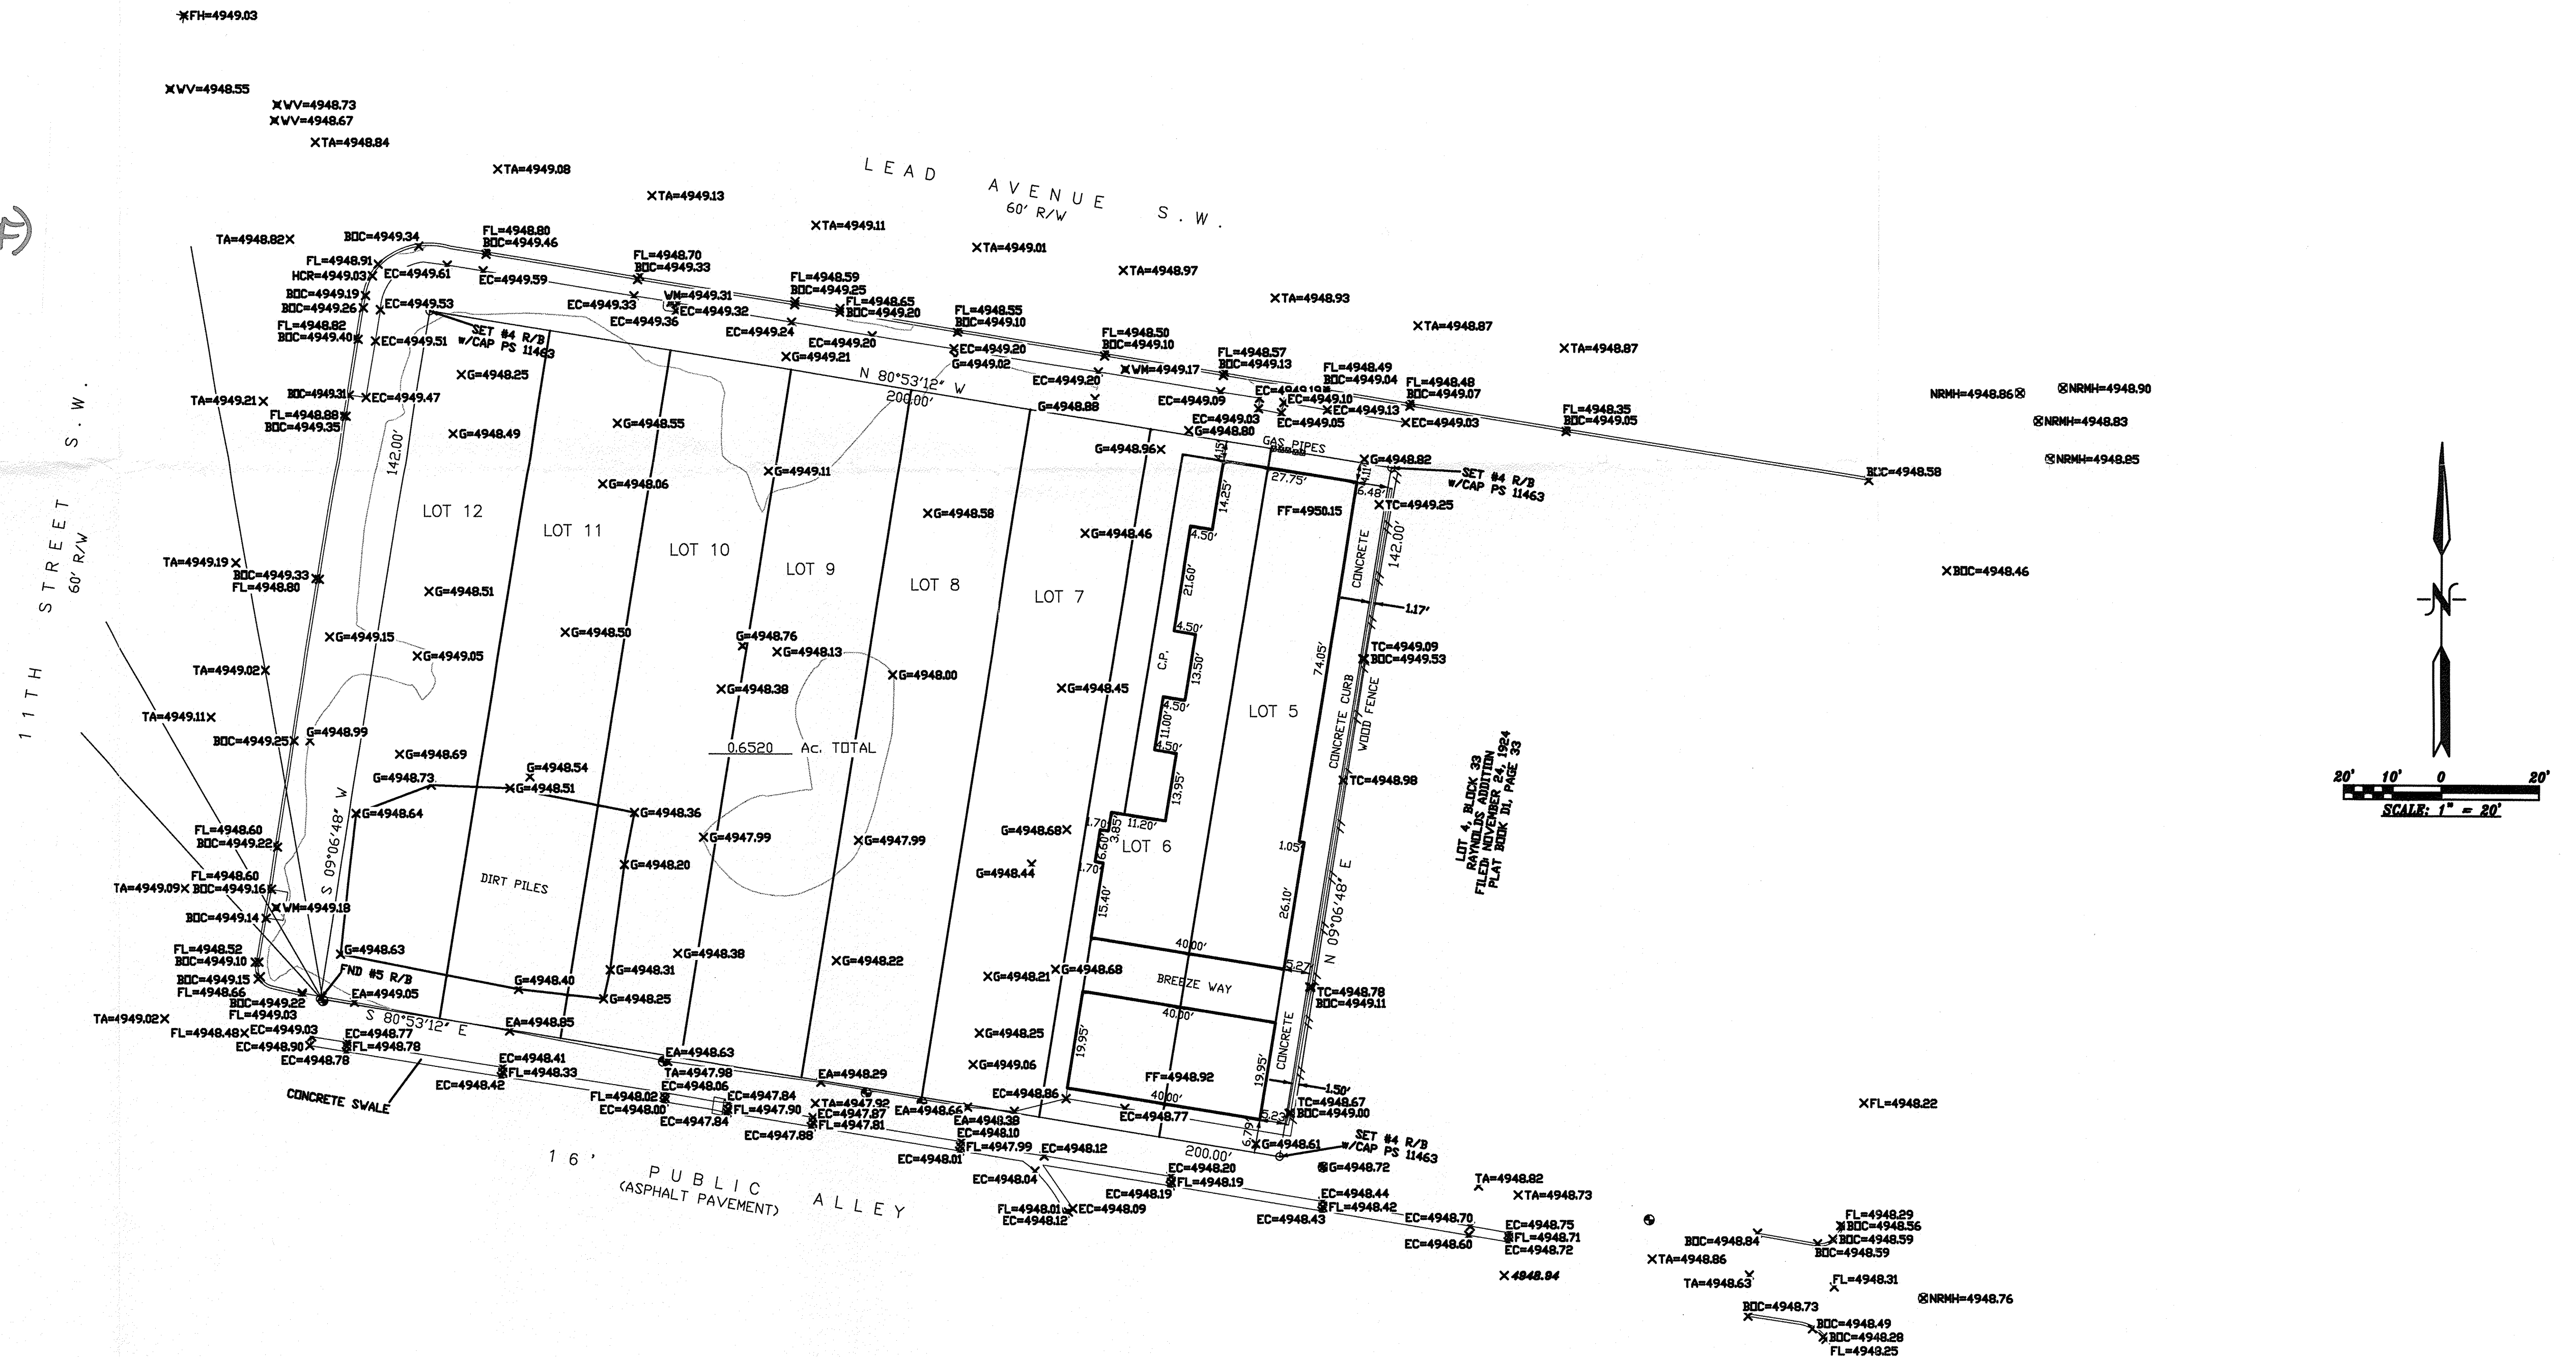 FH=4949.03
WV=4948.55
WV=4948.73
WV=4948.67
TA=4948.84
TA=4949.08
TA=4949.13
LEAD AVENUE S.W.
60' R/W
TA=4949.11
TA=4949.01
TA=4948.97
TA=4948.93
TA=4948.87
TA=4948.87
TA=4948.82
BOC=4949.34
FL=4948.80
BOC=4949.46
FL=4948.70
BOC=4949.33
FL=4948.59
BOC=4949.25
FL=4948.65
BOC=4949.20
FL=4948.55
BOC=4949.10
FL=4948.50
BOC=4949.10
FL=4948.57
BOC=4949.13
FL=4948.49
BOC=4949.04
FL=4948.48
BOC=4949.07
FL=4948.35
BOC=4949.05
BOC=4948.58
FL=4948.91
HCR=4949.03
EC=4949.61
EC=4949.59
EC=4949.33
WM=4949.31
EC=4949.32
EC=4949.36
EC=4949.24
EC=4949.20
EC=4949.20
G=4949.02
EC=4949.20
WM=4949.17
EC=4949.09
EC=4949.19
EC=4949.10
EC=4949.13
EC=4949.03
EC=4949.05
EC=4949.03
BOC=4949.19
BOC=4949.26
EC=4949.53
FL=4948.82
BOC=4949.40
EC=4949.51
SET #4 R/B
w/CAP PS 11463
G=4949.21
N 80°53'12" W
200.00'
G=4948.88
G=4948.80
GAS PIPES
G=4948.96
G=4948.82
SET #4 R/B
w/CAP PS 11463
NRMH=4948.86
NRMH=4948.90
NRMH=4948.83
NRMH=4948.85
BOC=4948.46
BOC=4949.31
EC=4949.47
TA=4949.21
FL=4948.88
BOC=4949.35
G=4948.25
G=4948.49
G=4948.55
G=4948.06
G=4949.11
G=4948.58
G=4948.46
142.00'
4.15'
27.75'
4.11'
6.48'
FF=4950.15
TC=4949.25
14.25'
4.50'
21.60'
4.50'
13.50'
4.50'
11.00'
4.50'
13.95'
CONCRETE
142.00'
1.17'
11TH STREET S.W.
60' R/W
LOT 12
LOT 11
LOT 10
LOT 9
LOT 8
LOT 7
C.P.
LOT 5
LOT 6
TA=4949.19
BOC=4949.33
FL=4948.80
G=4948.51
G=4949.15
G=4949.05
G=4948.50
G=4948.76
G=4948.13
G=4948.38
G=4948.00
G=4948.45
74.05'
TC=4949.09
BOC=4949.53
CONCRETE CURB
WOOD FENCE
TA=4949.02
TA=4949.11
BOC=4949.25
G=4948.99
G=4948.69
G=4948.73
G=4948.54
G=4948.51
G=4948.64
G=4948.36
0.6520 Ac. TOTAL
TC=4948.98
LOT 4, BLOCK 33
RAYNOLDS ADDITION
FILED: NOVEMBER 24, 1924
PLAT BOOK D1, PAGE 33
N
20' 10' 0 20'
SCALE: 1" = 20'
FL=4948.60
BOC=4949.22
FL=4948.60
TA=4949.09
BOC=4949.16
WM=4949.18
BOC=4949.14
S 09°06'48" W
DIRT PILES
G=4948.20
G=4947.99
G=4947.99
G=4948.68
G=4948.44
1.70'
3.85'
11.20'
6.60'
1.70'
15.40'
1.05'
26.10'
N 09°06'48" E
FL=4948.52
BOC=4949.10
BOC=4949.15
FL=4948.66
BOC=4949.22
FL=4949.03
G=4948.63
FND #5 R/B
EA=4949.05
S 80°53'12" E
G=4948.40
G=4948.31
G=4948.25
G=4948.38
G=4948.22
G=4948.21
G=4948.68
40.00'
BREEZE WAY
40.00'
5.27'
TC=4948.78
BOC=4949.11
TA=4949.02
FL=4948.48
EC=4949.03
EC=4948.90
EC=4948.78
EC=4948.77
FL=4948.78
EA=4948.85
EC=4948.41
FL=4948.33
EC=4948.42
EA=4948.63
TA=4947.98
EC=4948.06
FL=4948.02
EC=4948.00
EC=4947.84
FL=4947.90
EC=4947.84
EA=4948.29
TA=4947.92
EC=4947.87
FL=4947.81
EC=4947.88
G=4948.25
G=4949.06
EC=4948.86
EA=4948.66
EA=4948.38
EC=4948.10
FL=4947.99
EC=4948.01
19.95'
FF=4948.92
40.00'
19.95'
CONCRETE
1.50'
TC=4948.67
BOC=4949.00
5.23'
EC=4948.77
6.79'
G=4948.61
SET #4 R/B
w/CAP PS 11463
200.00'
G=4948.72
CONCRETE SWALE
16' PUBLIC ALLEY
(ASPHALT PAVEMENT)
EC=4948.12
EC=4948.04
FL=4948.01
EC=4948.09
EC=4948.12
EC=4948.20
FL=4948.19
EC=4948.19
EC=4948.44
FL=4948.42
EC=4948.43
EC=4948.70
EC=4948.60
EC=4948.75
FL=4948.71
EC=4948.72
TA=4948.82
TA=4948.73
4948.94
FL=4948.22
TA=4948.86
BOC=4948.84
FL=4948.29
BOC=4948.56
BOC=4948.59
BOC=4948.59
TA=4948.63
FL=4948.31
NRMH=4948.76
BOC=4948.73
BOC=4948.49
BOC=4948.28
FL=4948.25